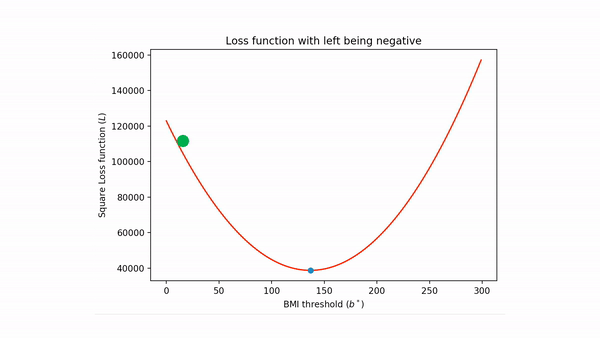 Loss function with left being negative
160000
140000
120000
100000
80000
60000
40000
Square Loss function (L)
0 50 100 150 200 250 300
BMI threshold (b*)